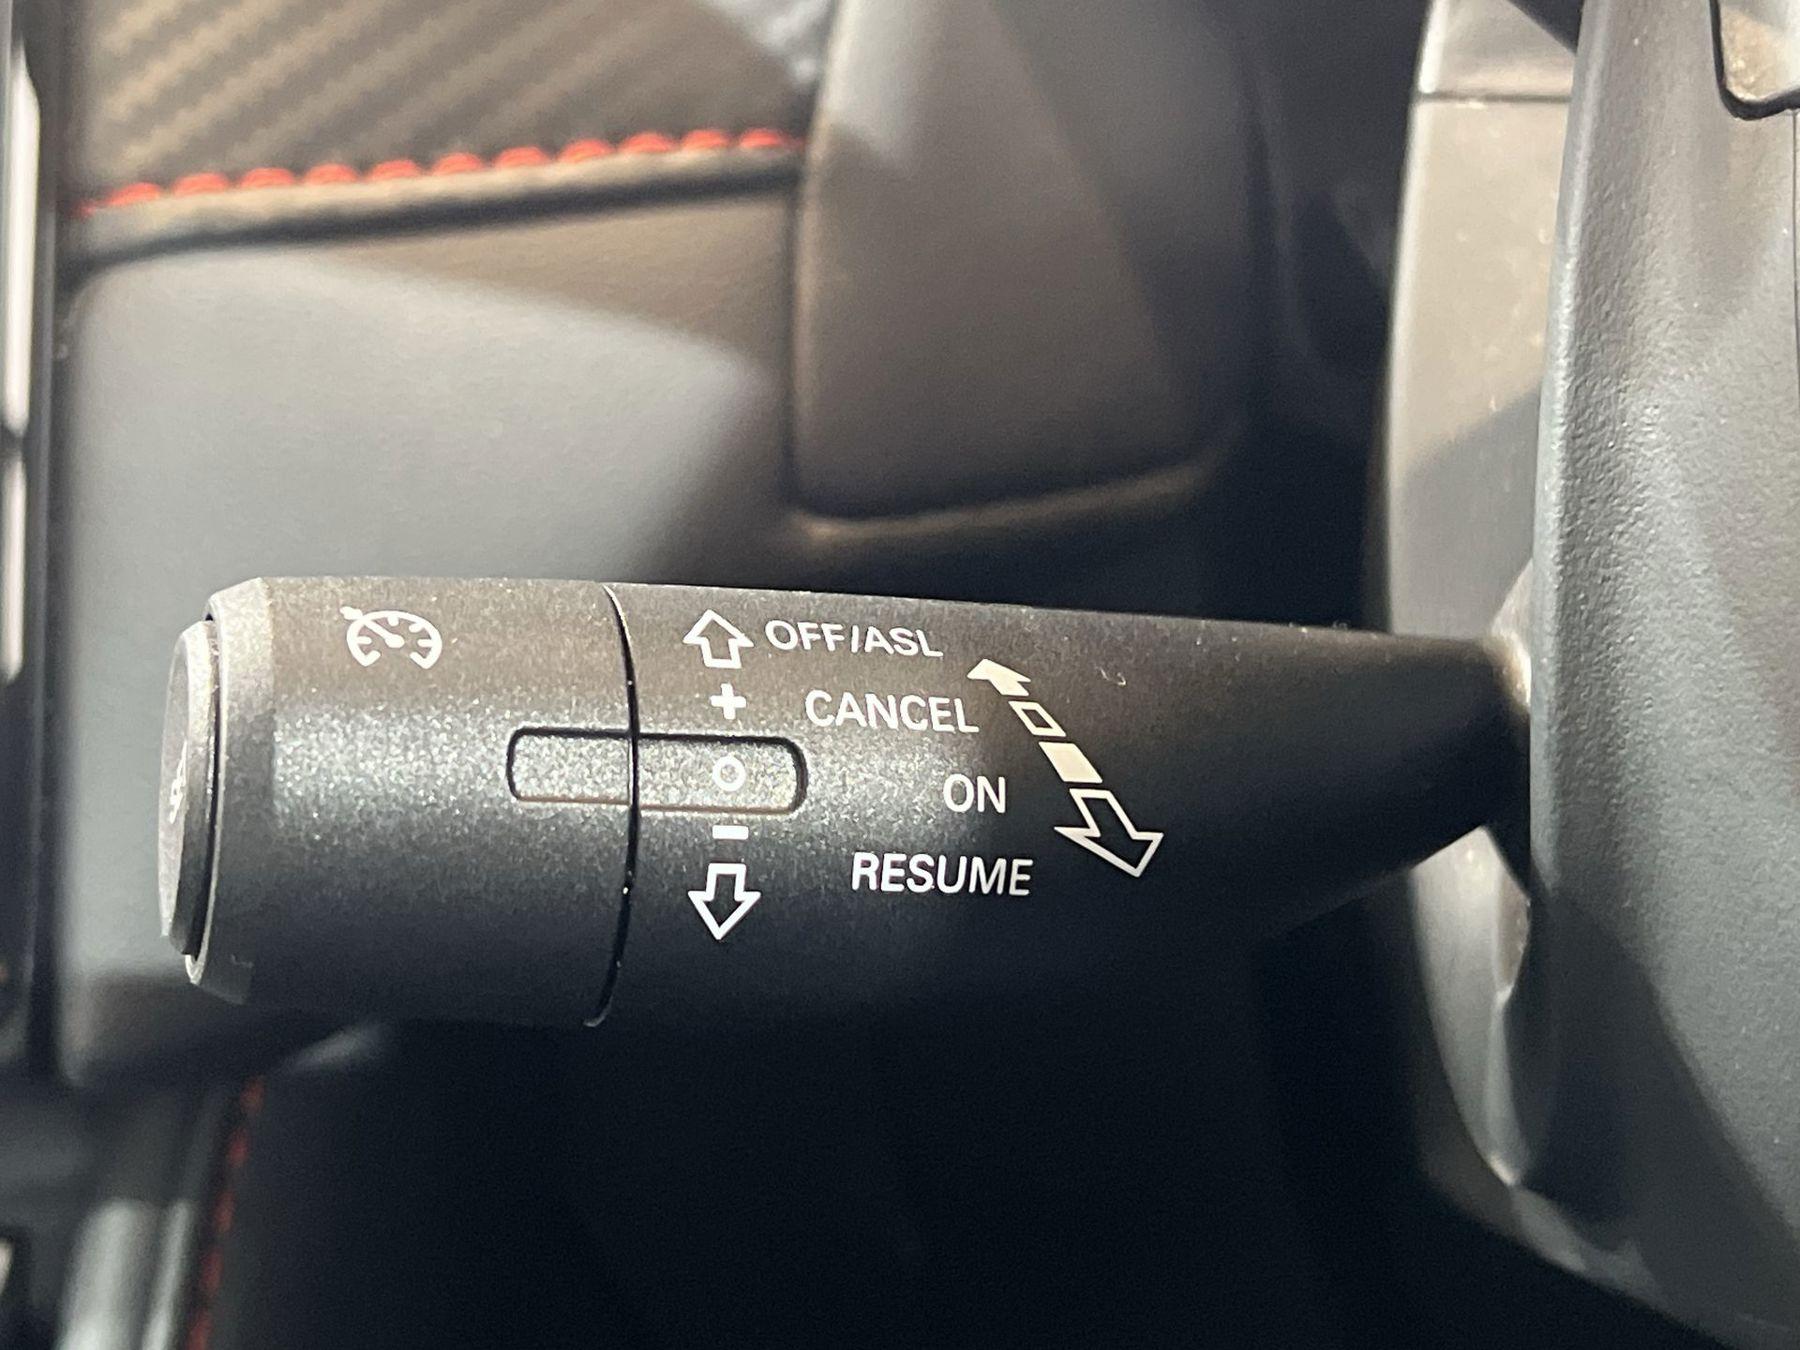 OFF/ASL
+
CANCEL
O
ON
-
RESUME